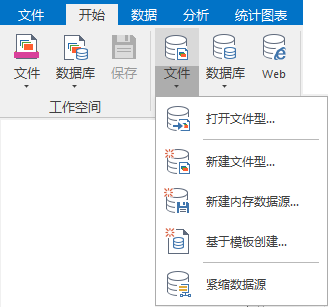 文件 开始 数据 分析 统计图表
文件 数据库 保存 文件 数据库 Web
工作空间
打开文件型...
新建文件型...
新建内存数据源...
基于模板创建...
紧缩数据源